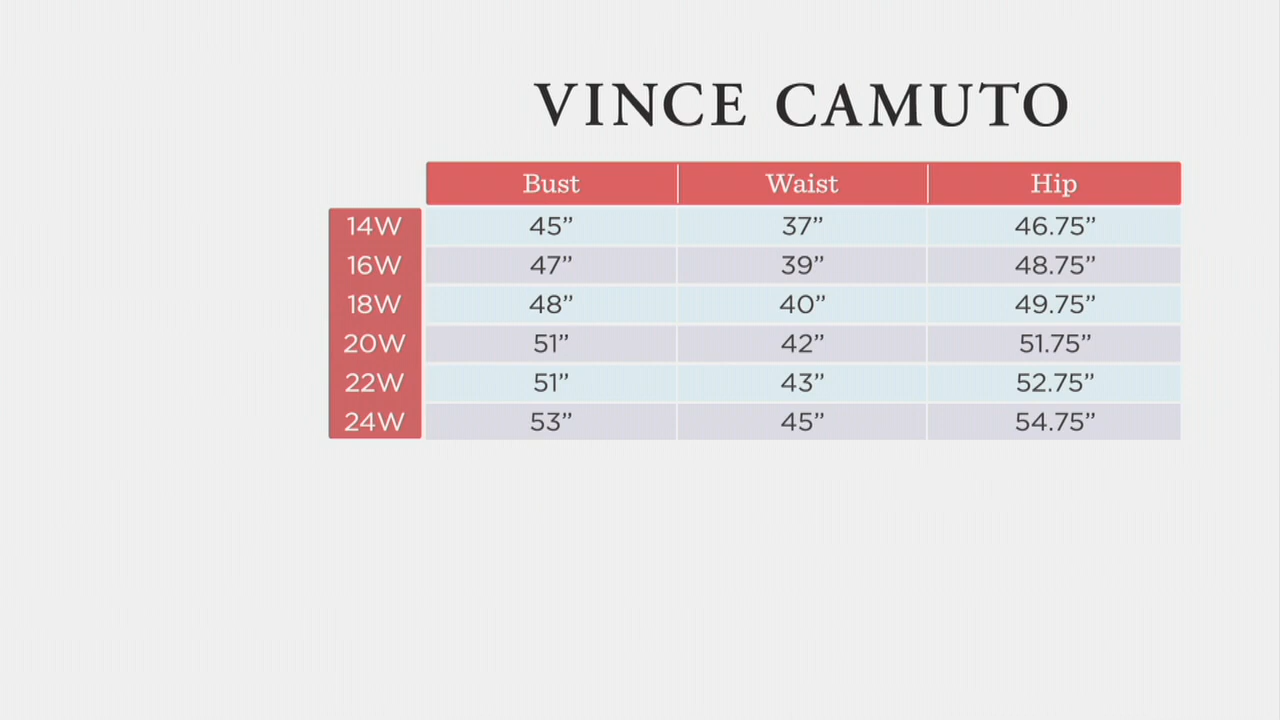 VINCE CAMUTO
Bust Waist Hip
14W 45” 37” 46.75”
16W 47” 39” 48.75”
18W 48” 40” 49.75”
20W 51” 42” 51.75”
22W 51” 43” 52.75”
24W 53” 45” 54.75”